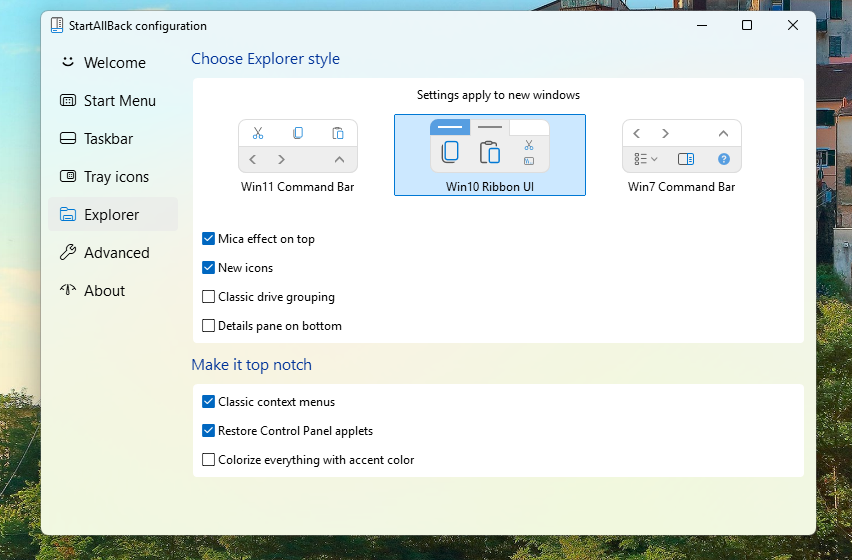 StartAllBack configuration
Welcome
Start Menu
Taskbar
Tray icons
Explorer
Advanced
About
Choose Explorer style
Settings apply to new windows
Win11 Command Bar
Win10 Ribbon UI
Win7 Command Bar
Mica effect on top
New icons
Classic drive grouping
Details pane on bottom
Make it top notch
Classic context menus
Restore Control Panel applets
Colorize everything with accent color